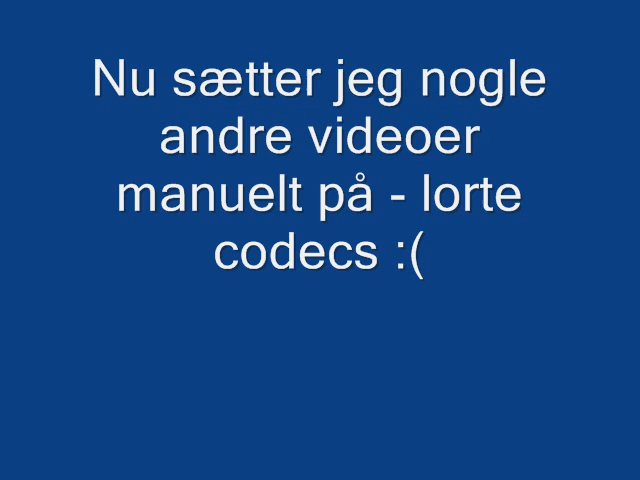 Nu sætter jeg nogle
andre videoer
manuelt på - lorte
codecs :(